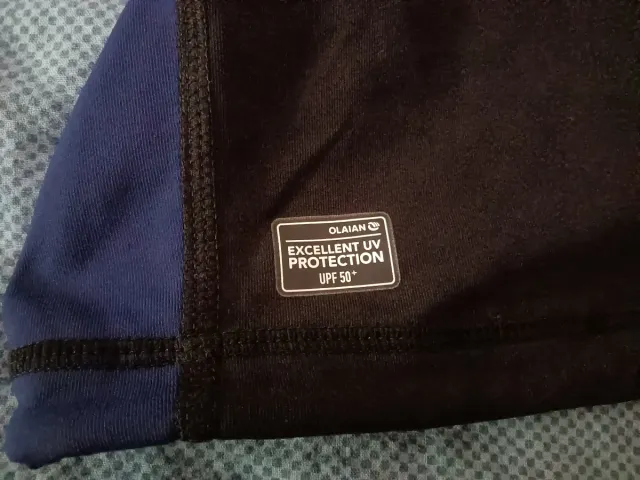 OLAIAN
EXCELLENT UV
PROTECTION
UPF 50+